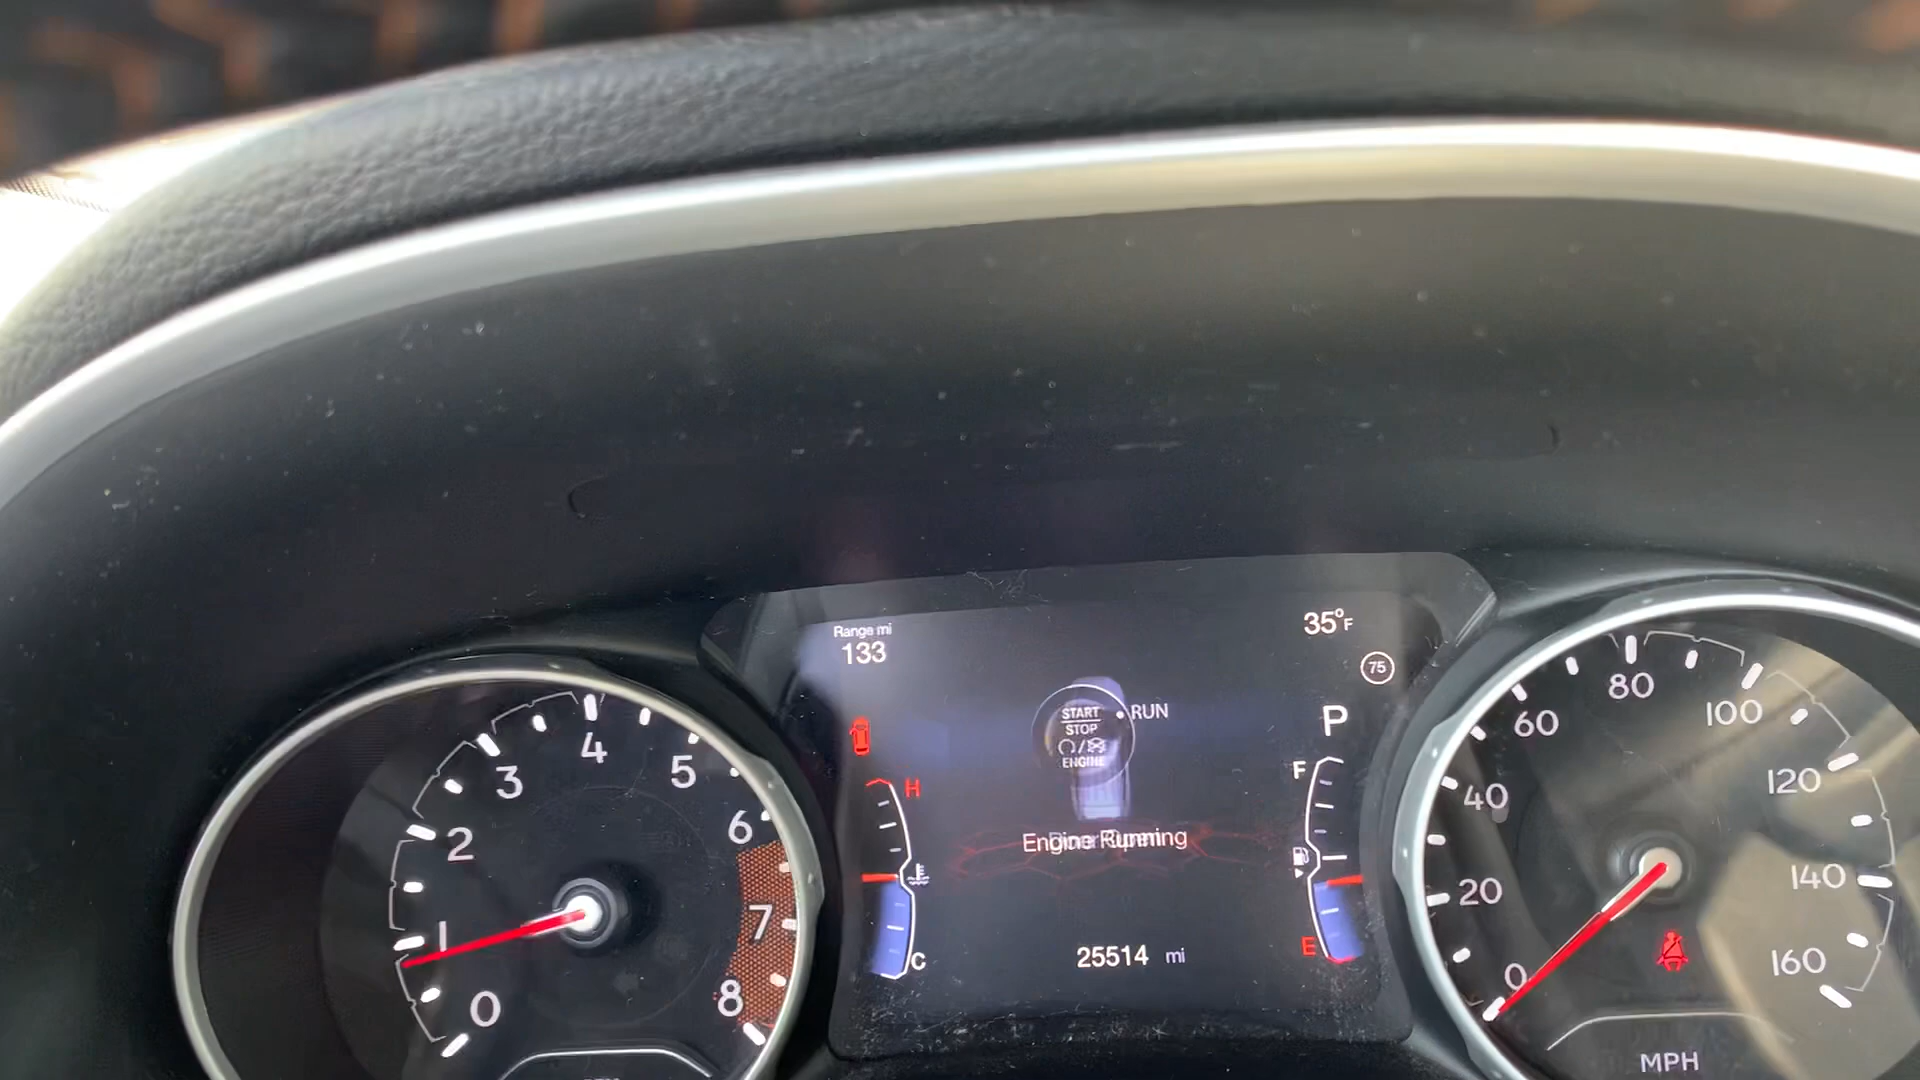 Range mi
133
35°F
75
START
STOP
ENGINE
RUN
P
H
C
F
E
Engine Running
25514 mi
0
1
2
3
4
5
6
7
8
0
20
40
60
80
100
120
140
160
MPH